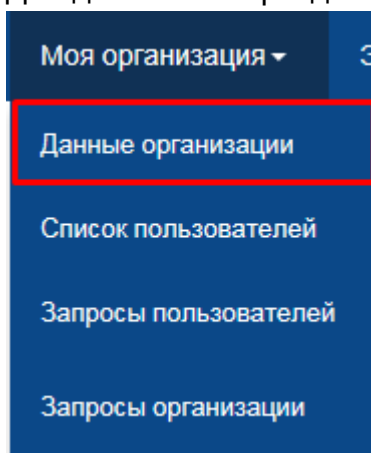 Моя организация
Данные организации
Список пользователей
Запросы пользователей
Запросы организации